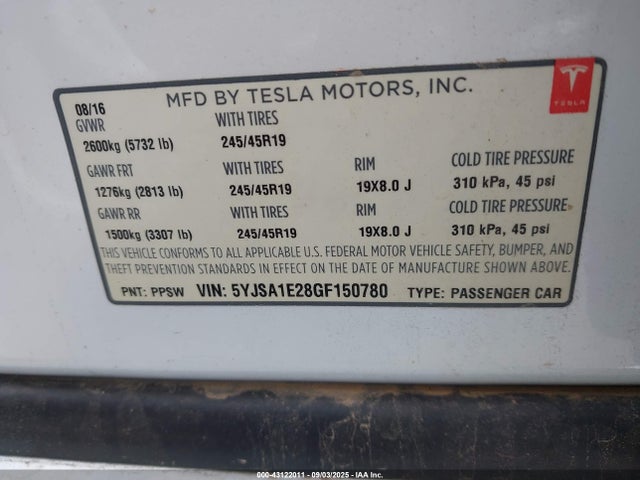 08/16 MFD BY TESLA MOTORS, INC.
TESLA
GVWR WITH TIRES
2600kg (5732 lb) 245/45R19
GAWR FRT WITH TIRES RIM COLD TIRE PRESSURE
1276kg (2813 lb) 245/45R19 19X8.0 J 310 kPa, 45 psi
GAWR RR WITH TIRES RIM COLD TIRE PRESSURE
1500kg (3307 lb) 245/45R19 19X8.0 J 310 kPa, 45 psi
THIS VEHICLE CONFORMS TO ALL APPLICABLE U.S. FEDERAL MOTOR VEHICLE SAFETY, BUMPER, AND
THEFT PREVENTION STANDARDS IN EFFECT ON THE DATE OF MANUFACTURE SHOWN ABOVE.
PNT: PPSW VIN: 5YJSA1E28GF150780 TYPE: PASSENGER CAR
000-43122011 - 09/03/2025 - IAA Inc.